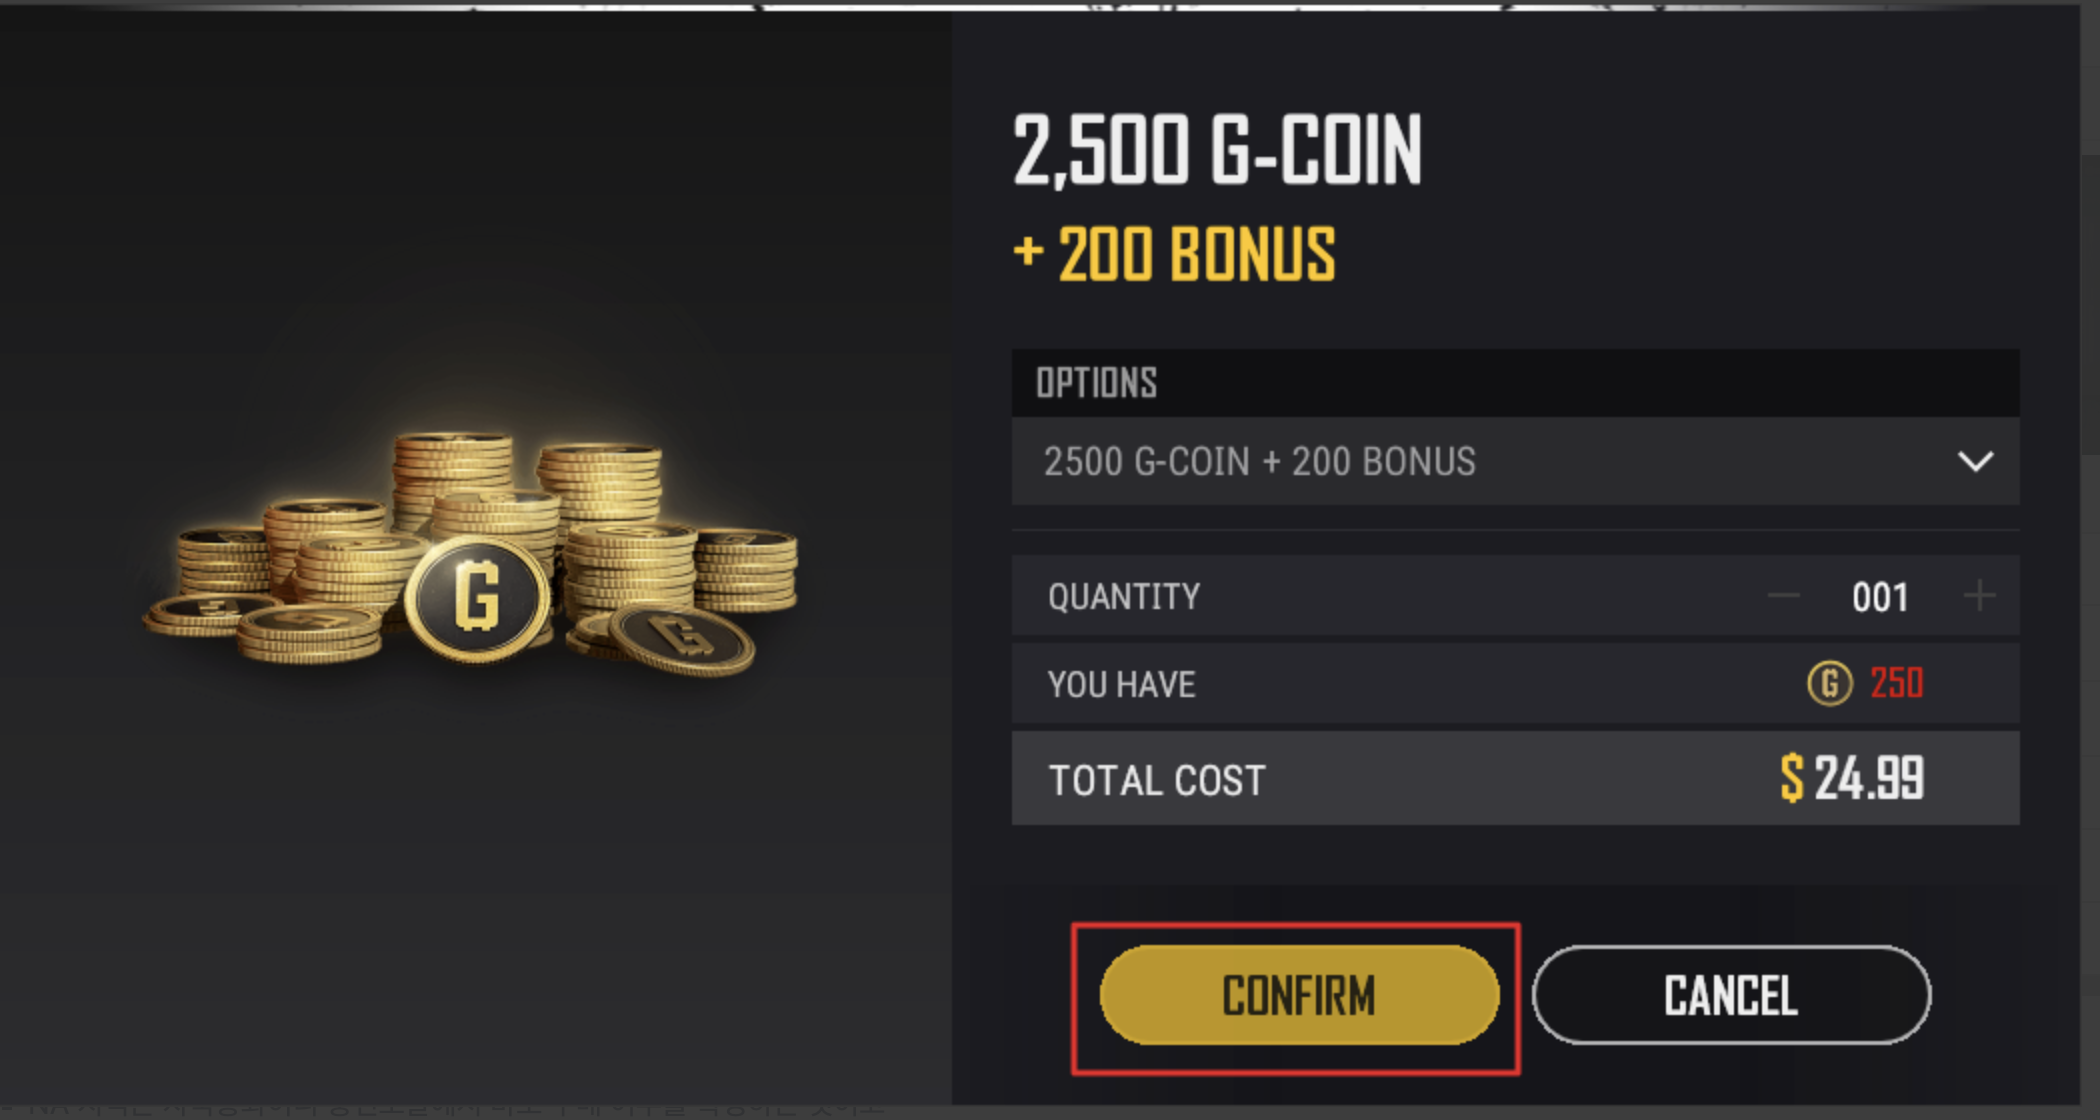 2,500 G-COIN
+ 200 BONUS
OPTIONS
2500 G-COIN + 200 BONUS
QUANTITY
001
YOU HAVE
G 250
TOTAL COST
$ 24.99
CONFIRM
CANCEL
G